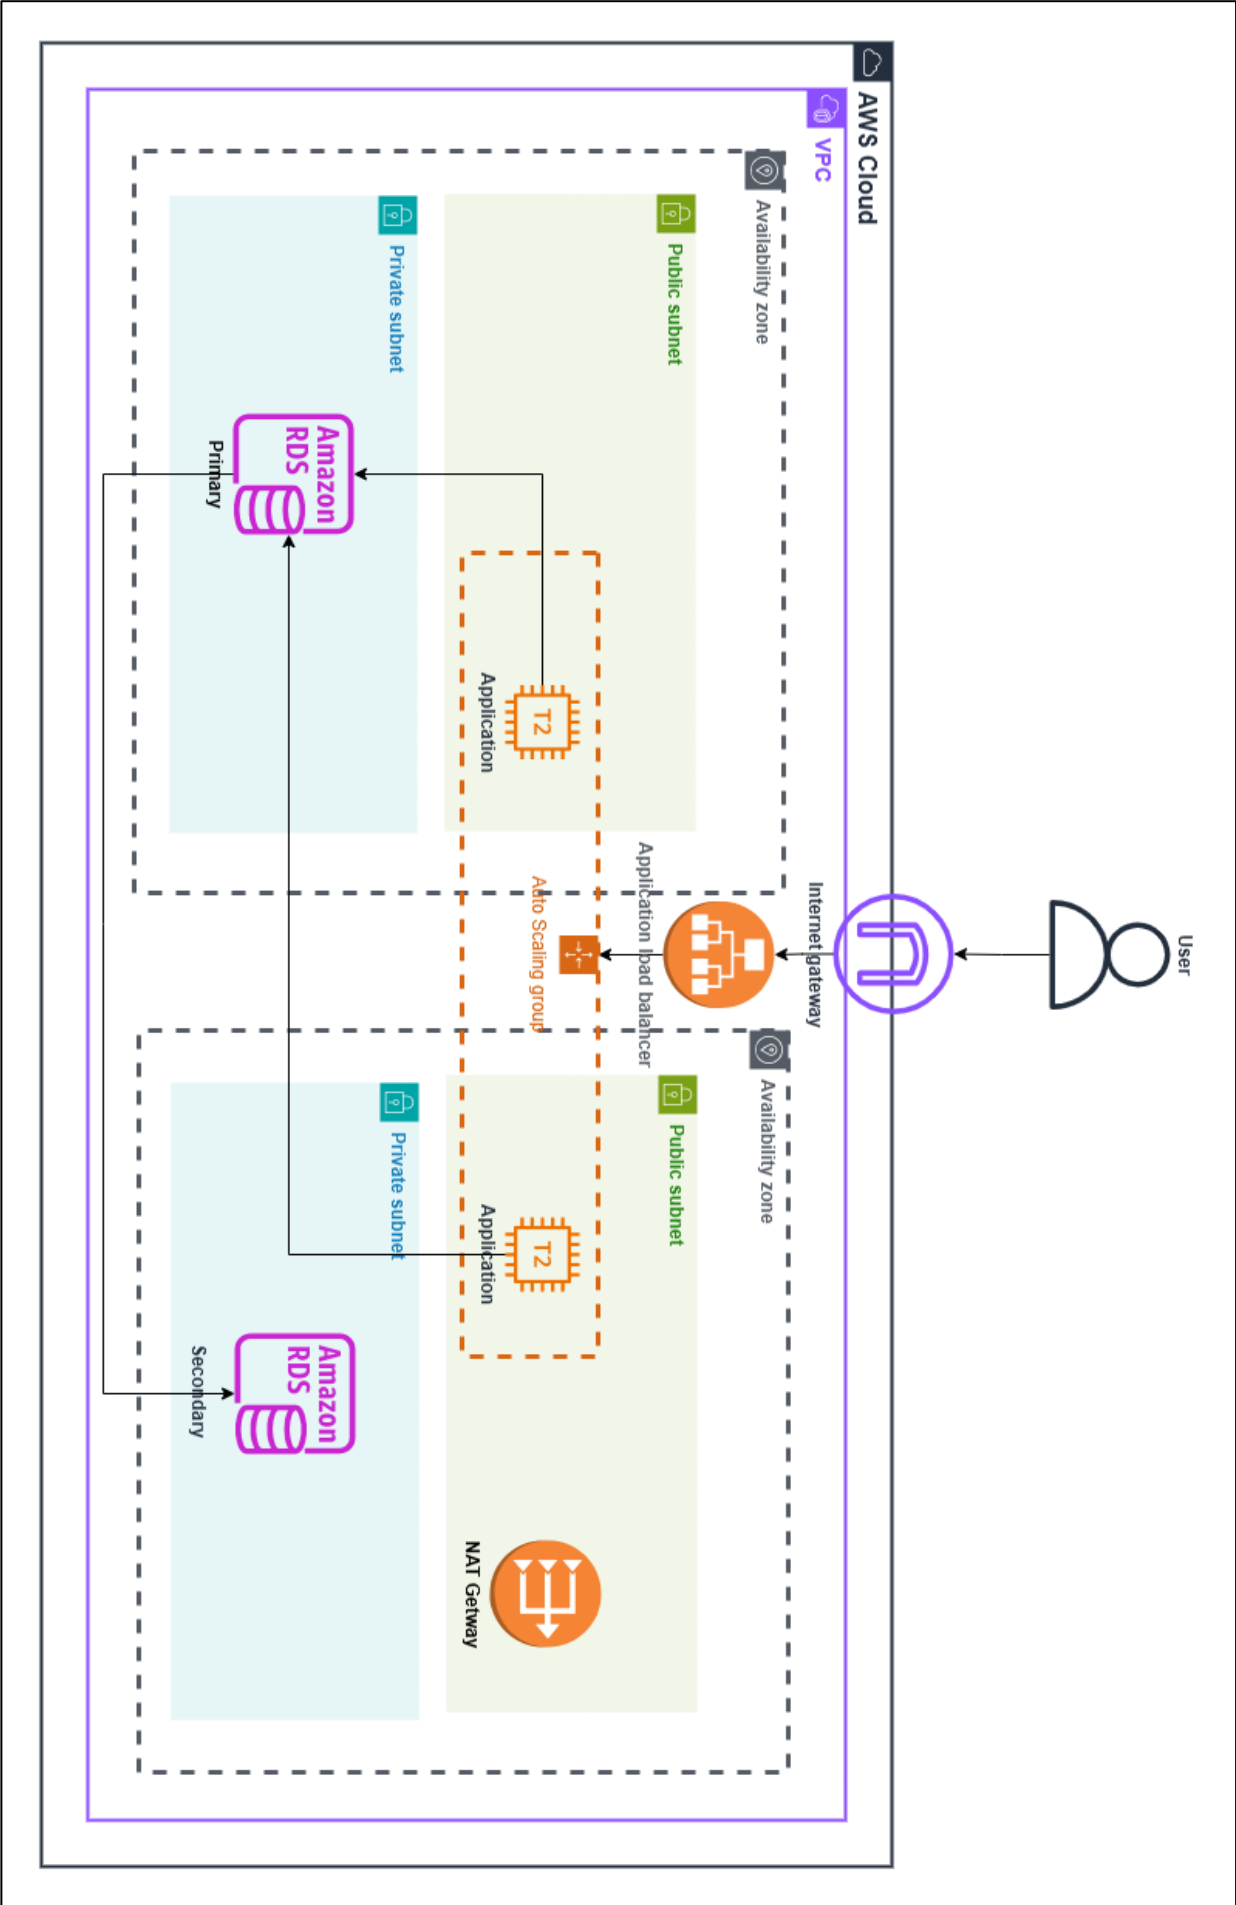 User
AWS Cloud
Internet gateway
VPC
Availability zone
Availability zone
Application load balancer
Public subnet
Public subnet
Auto Scaling group
T2
Application
T2
Application
NAT Getway
Private subnet
Private subnet
Amazon
RDS
Primary
Amazon
RDS
Secondary